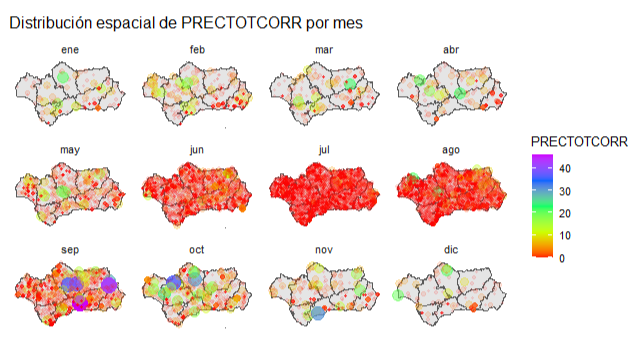 Distribución espacial de PRECTOTCORR por mes
ene feb mar abr
may jun jul ago
sep oct nov dic
PRECTOTCORR
40
30
20
10
0